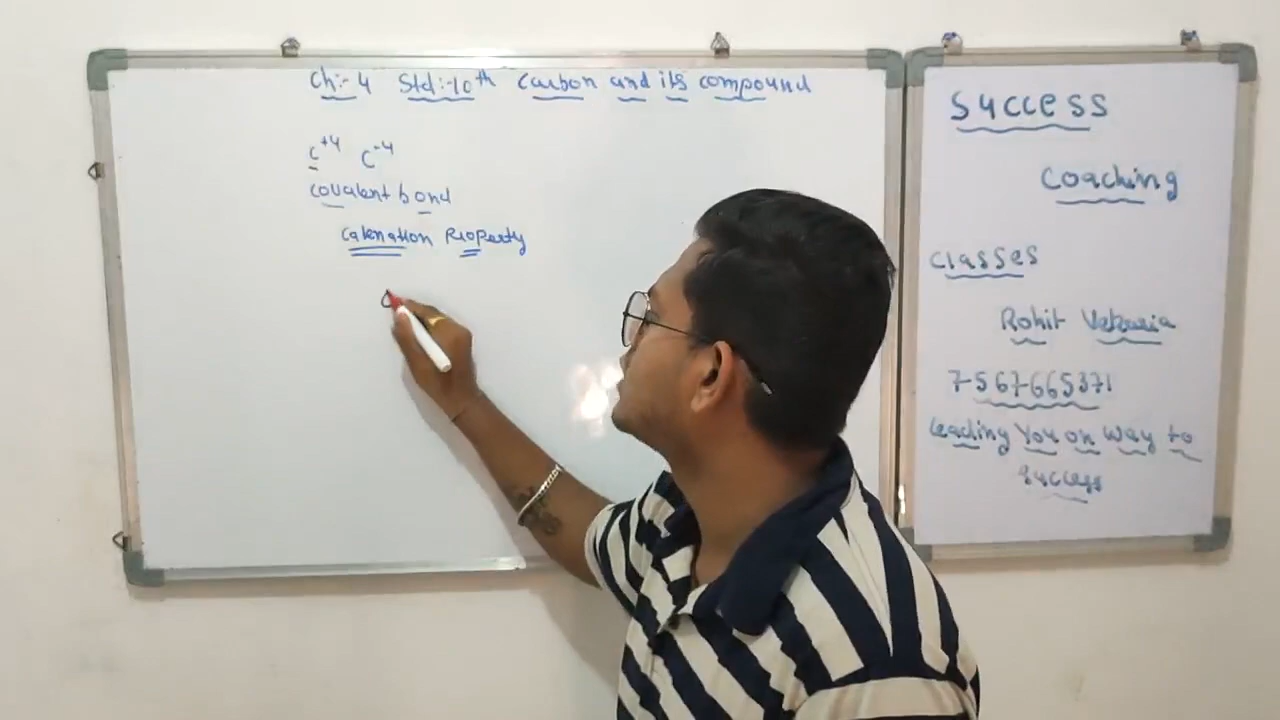 Ch:- 4 Std:-10th Carbon and its compound
C+4 C-4
Covalent bond
Catenation Property
Success
Coaching
Classes
Rohit Vekaria
7567665371
Leading You on Way to
Success